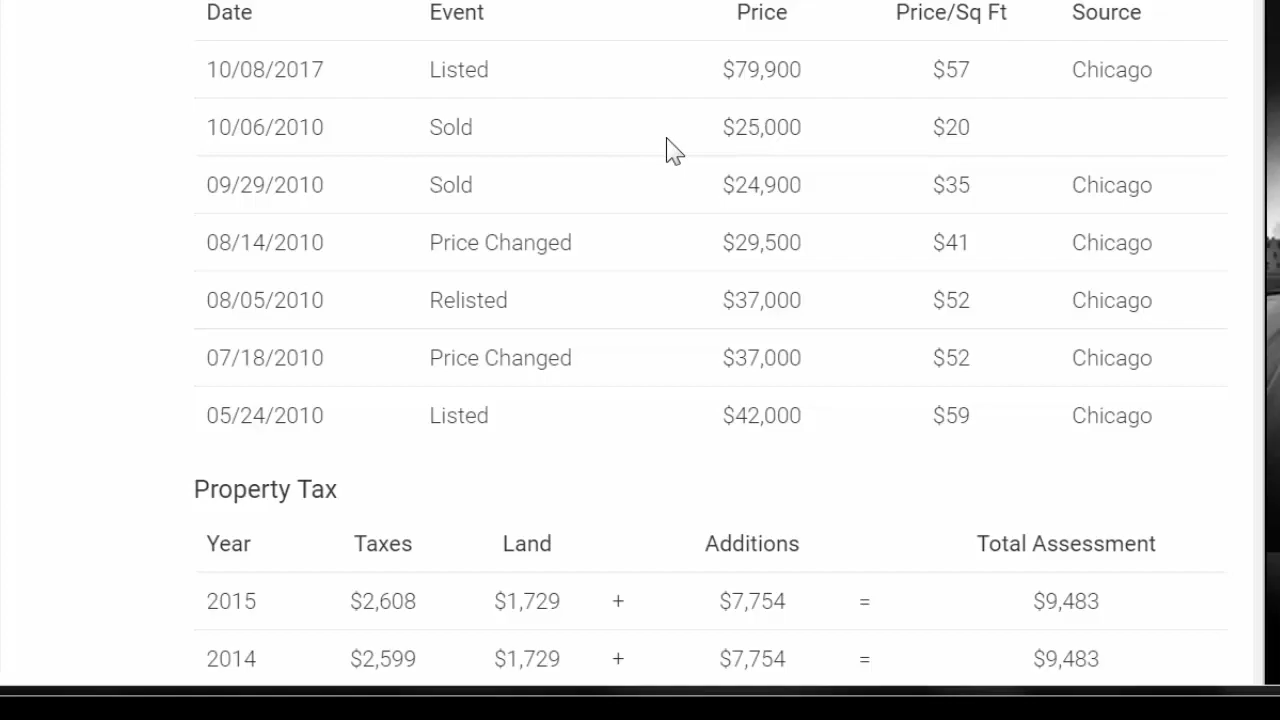 Date Event Price Price/Sq Ft Source
10/08/2017 Listed $79,900 $57 Chicago
10/06/2010 Sold $25,000 $20
09/29/2010 Sold $24,900 $35 Chicago
08/14/2010 Price Changed $29,500 $41 Chicago
08/05/2010 Relisted $37,000 $52 Chicago
07/18/2010 Price Changed $37,000 $52 Chicago
05/24/2010 Listed $42,000 $59 Chicago
Property Tax
Year Taxes Land Additions Total Assessment
2015 $2,608 $1,729 + $7,754 = $9,483
2014 $2,599 $1,729 + $7,754 = $9,483